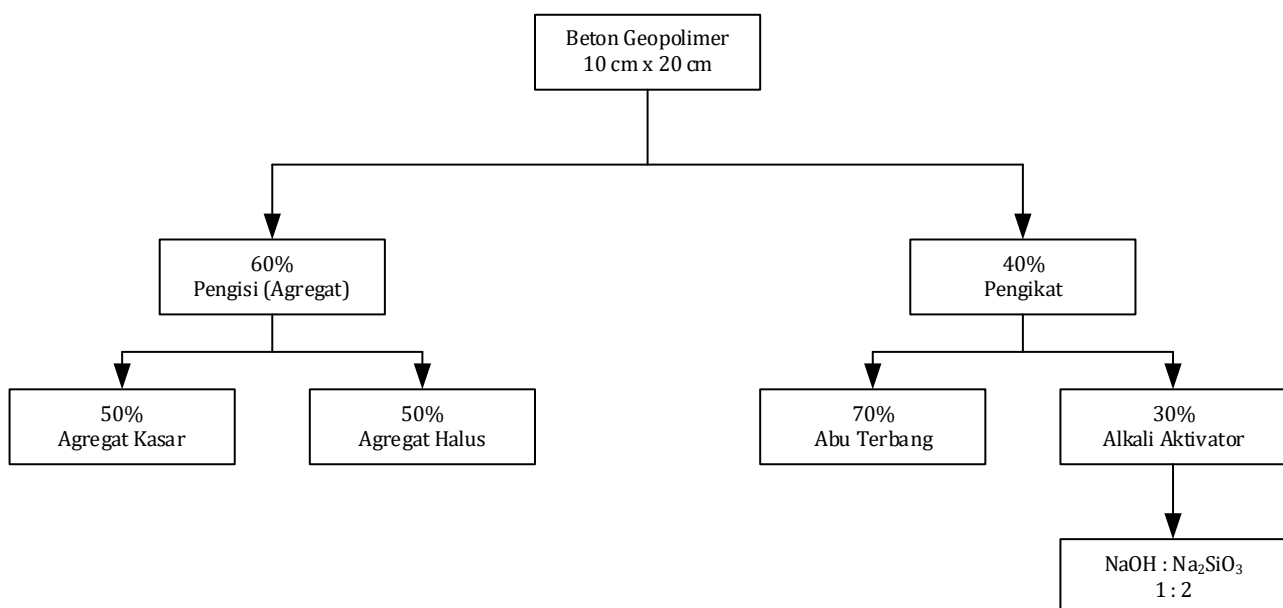 Beton Geopolimer
10 cm x 20 cm
60%
Pengisi (Agregat)
40%
Pengikat
50%
Agregat Kasar
50%
Agregat Halus
70%
Abu Terbang
30%
Alkali Aktivator
NaOH : Na₂SiO₃
1 : 2